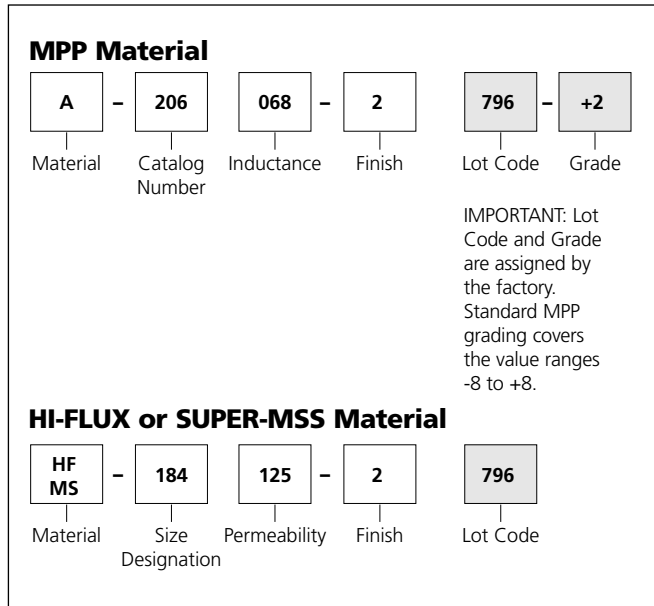 MPP Material
A – 206 068 – 2 796 – +2
Material Catalog Number Inductance Finish Lot Code Grade
IMPORTANT: Lot
Code and Grade
are assigned by
the factory.
Standard MPP
grading covers
the value ranges
-8 to +8.
HI-FLUX or SUPER-MSS Material
HF MS – 184 125 – 2 796
Material Size Designation Permeability Finish Lot Code